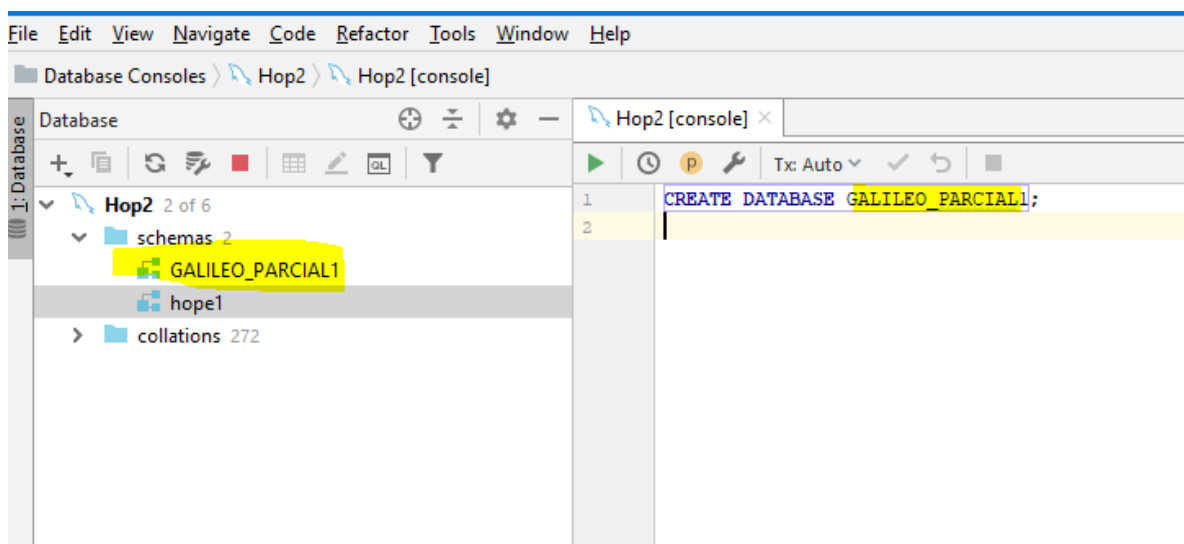 File Edit View Navigate Code Refactor Tools Window Help
Database Consoles Hop2 Hop2 [console]
1: Database
Database
Hop2 2 of 6
schemas 2
GALILEO_PARCIAL1
hope1
collations 272
Hop2 [console]
Tx: Auto
1 CREATE DATABASE GALILEO_PARCIAL1;
2
QL
P